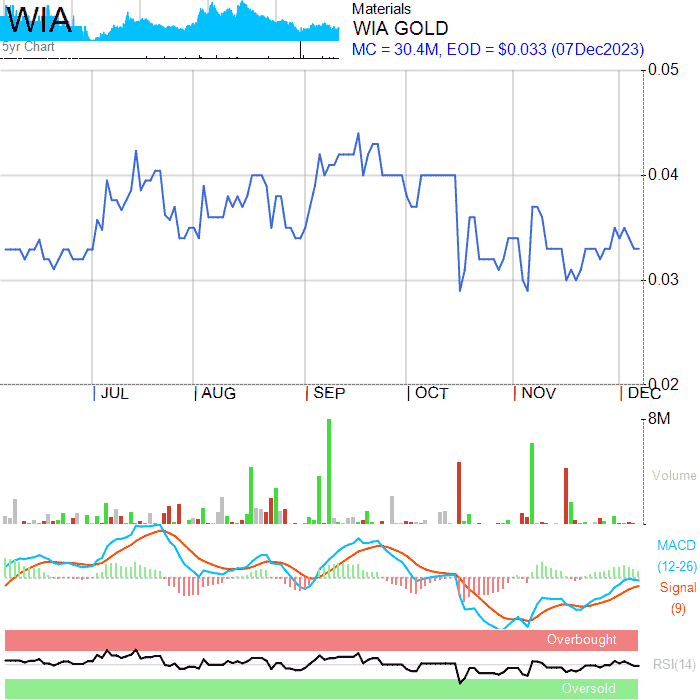 WIA
5yr Chart
Materials
WIA GOLD
MC = 30.4M, EOD = $0.033 (07Dec2023)
0.05
0.04
0.03
0.02
JUL AUG SEP OCT NOV DEC
8M
Volume
MACD
(12-26)
Signal
(9)
Overbought
RSI(14)
Oversold